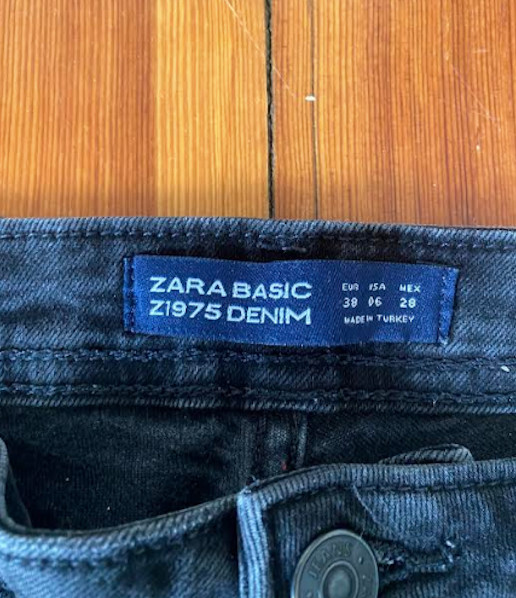 ZARA BASIC
Z1975 DENIM
EUR USA MEX
38 06 28
MADE IN TURKEY